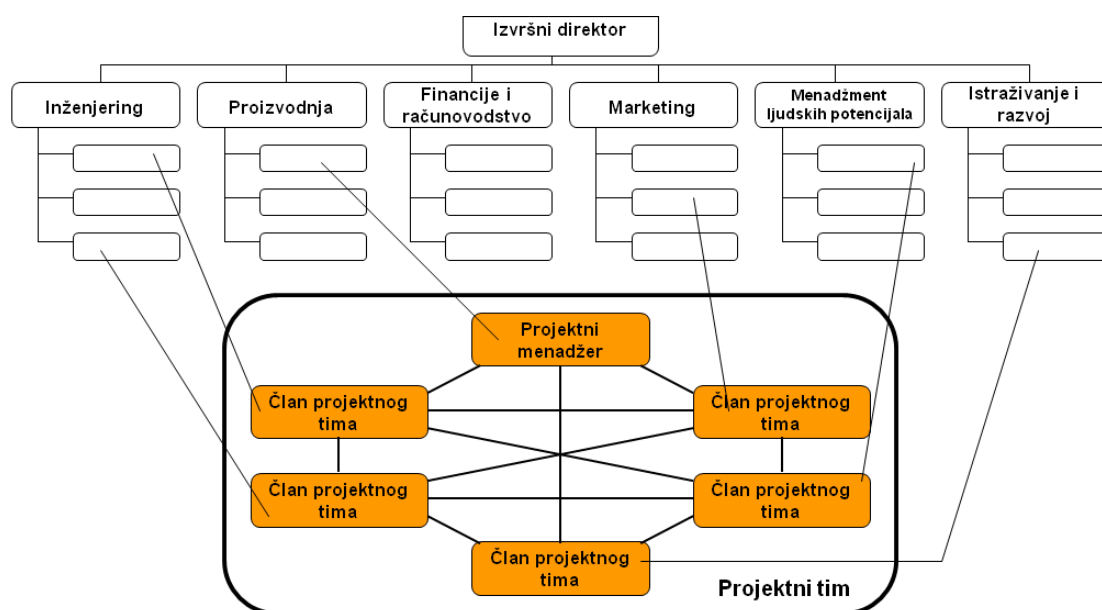 Izvršni direktor
Inženjering
Proizvodnja
Financije i
računovodstvo
Marketing
Menadžment
ljudskih potencijala
Istraživanje i
razvoj
Projektni
menadžer
Član projektnog
tima
Član projektnog
tima
Član projektnog
tima
Član projektnog
tima
Član projektnog
tima
Projektni tim